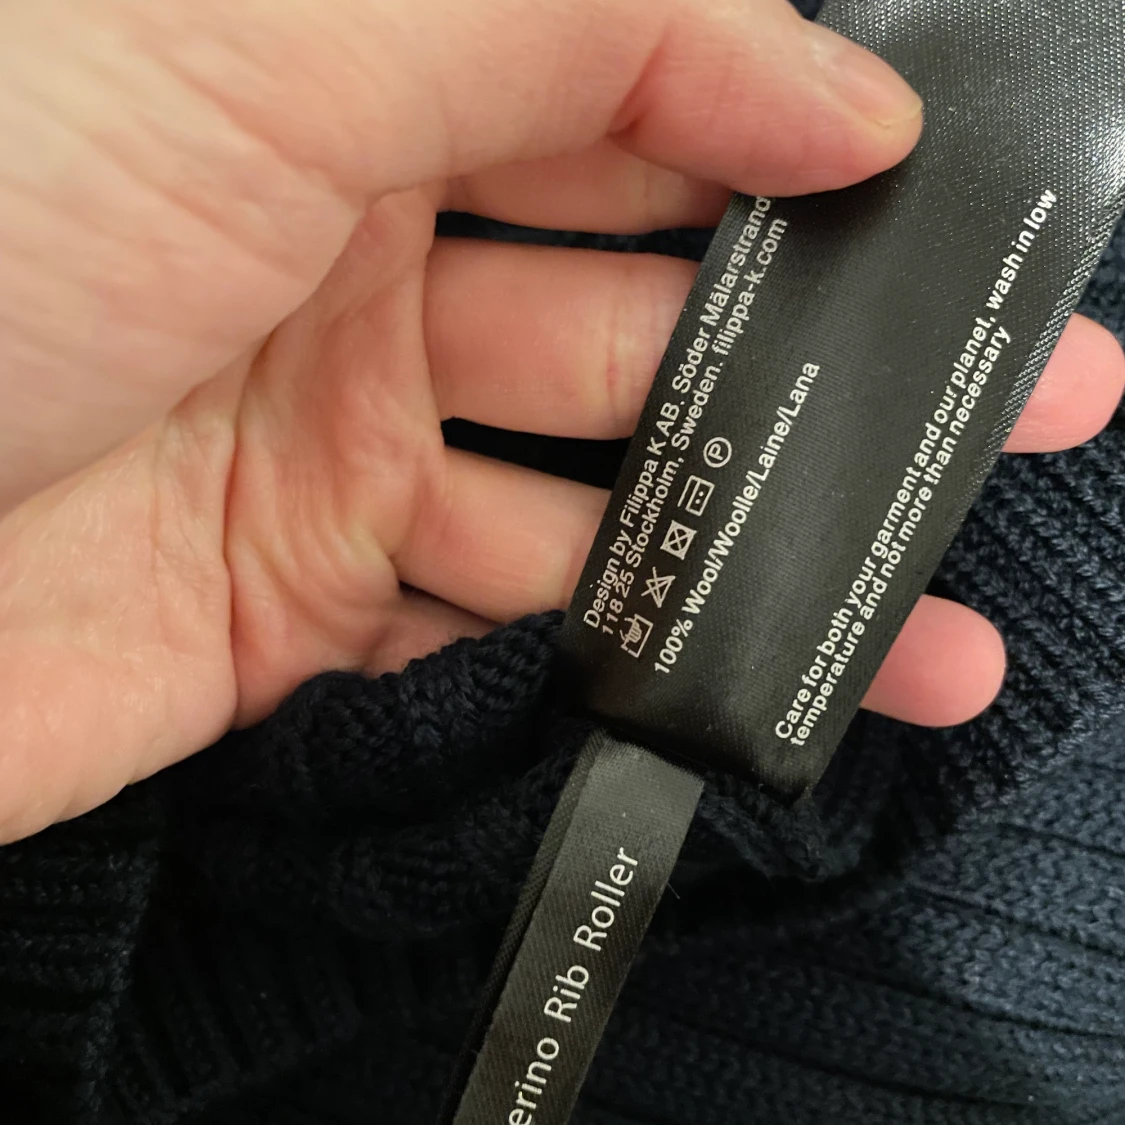 Design by Filippa K AB. Söder Mälarstrand
118 25 Stockholm, Sweden. filippa-k.com
P
100% Wool/Woolle/Laine/Lana
Care for both your garment and our planet, wash in low
temperature and not more than necessary
erino Rib Roller